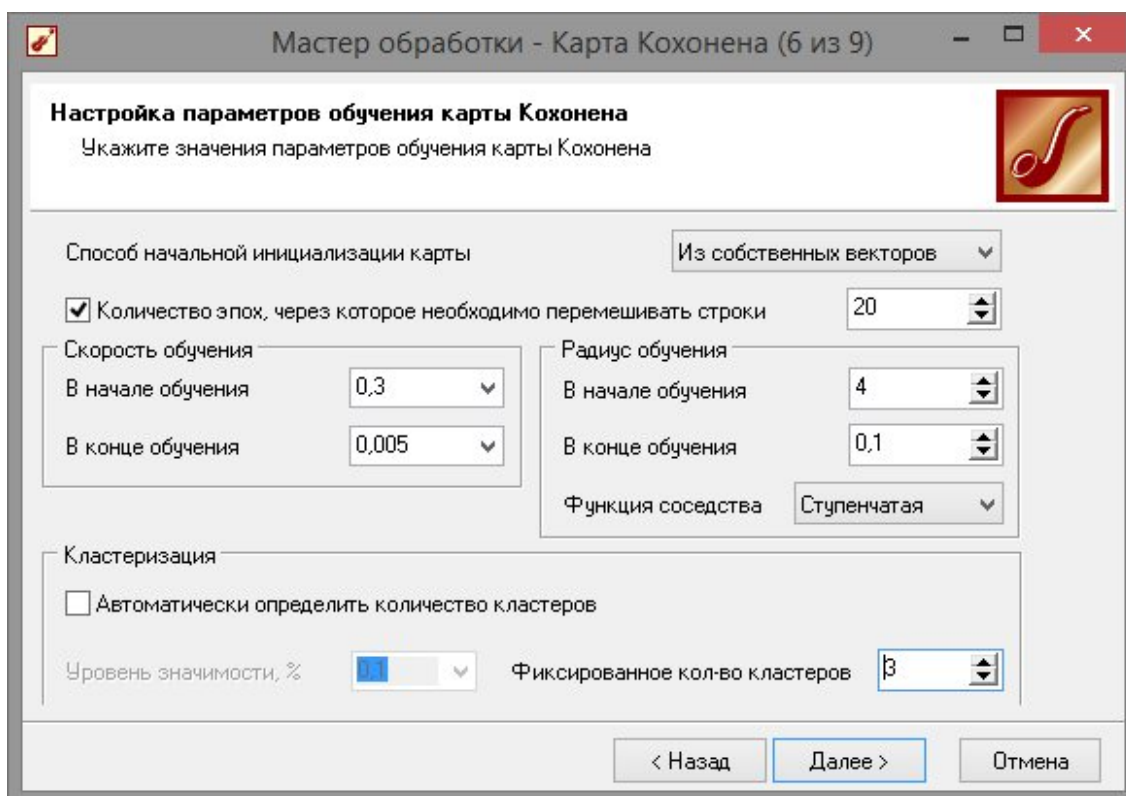 Мастер обработки - Карта Кохонена (6 из 9)
Настройка параметров обучения карты Кохонена
Укажите значения параметров обучения карты Кохонена
Способ начальной инициализации карты Из собственных векторов
Количество эпох, через которое необходимо перемешивать строки 20
Скорость обучения
В начале обучения 0,3
В конце обучения 0,005
Радиус обучения
В начале обучения 4
В конце обучения 0,1
Функция соседства Ступенчатая
Кластеризация
Автоматически определить количество кластеров
Уровень значимости, % 0,1 Фиксированное кол-во кластеров 3
< Назад Далее > Отмена